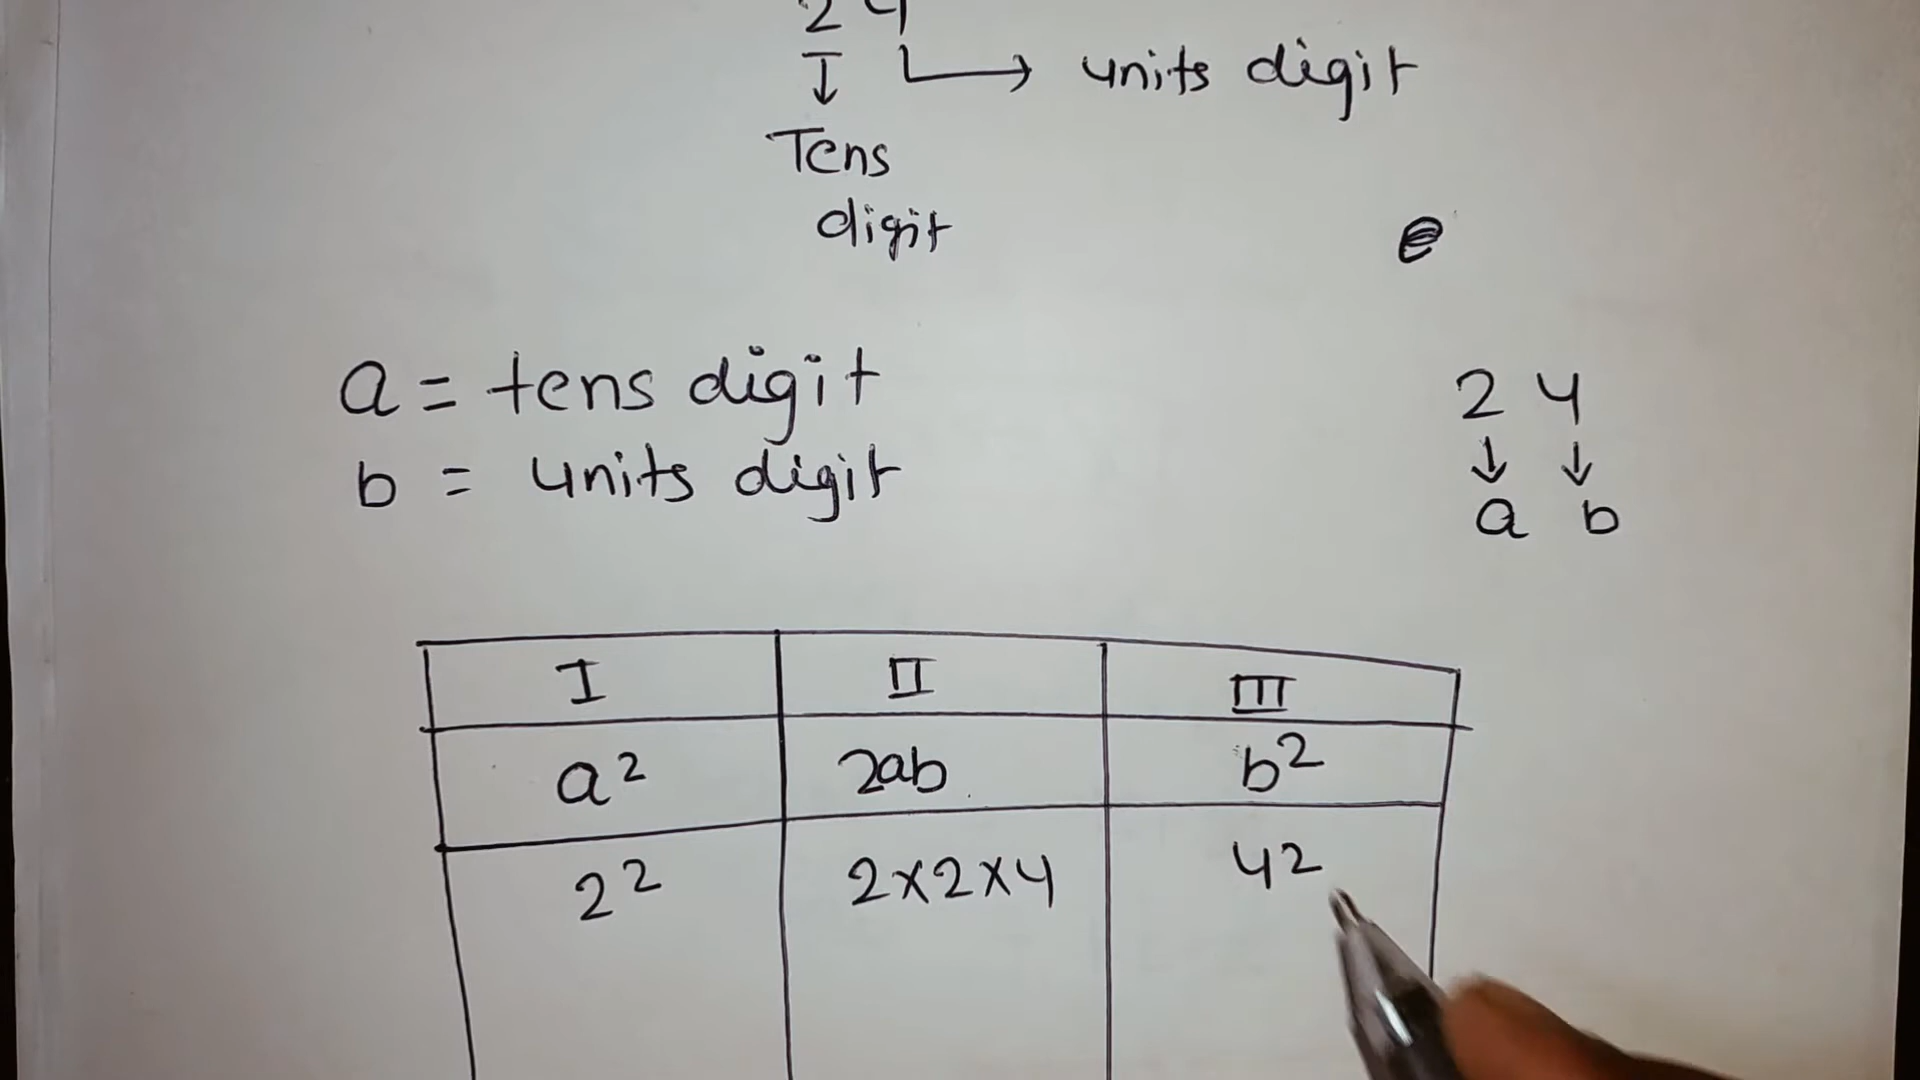 24
units digit
Tens
digit
a = tens digit
24
b = units digit
a b
I II III
a² 2ab b²
2² 2×2×4 4²